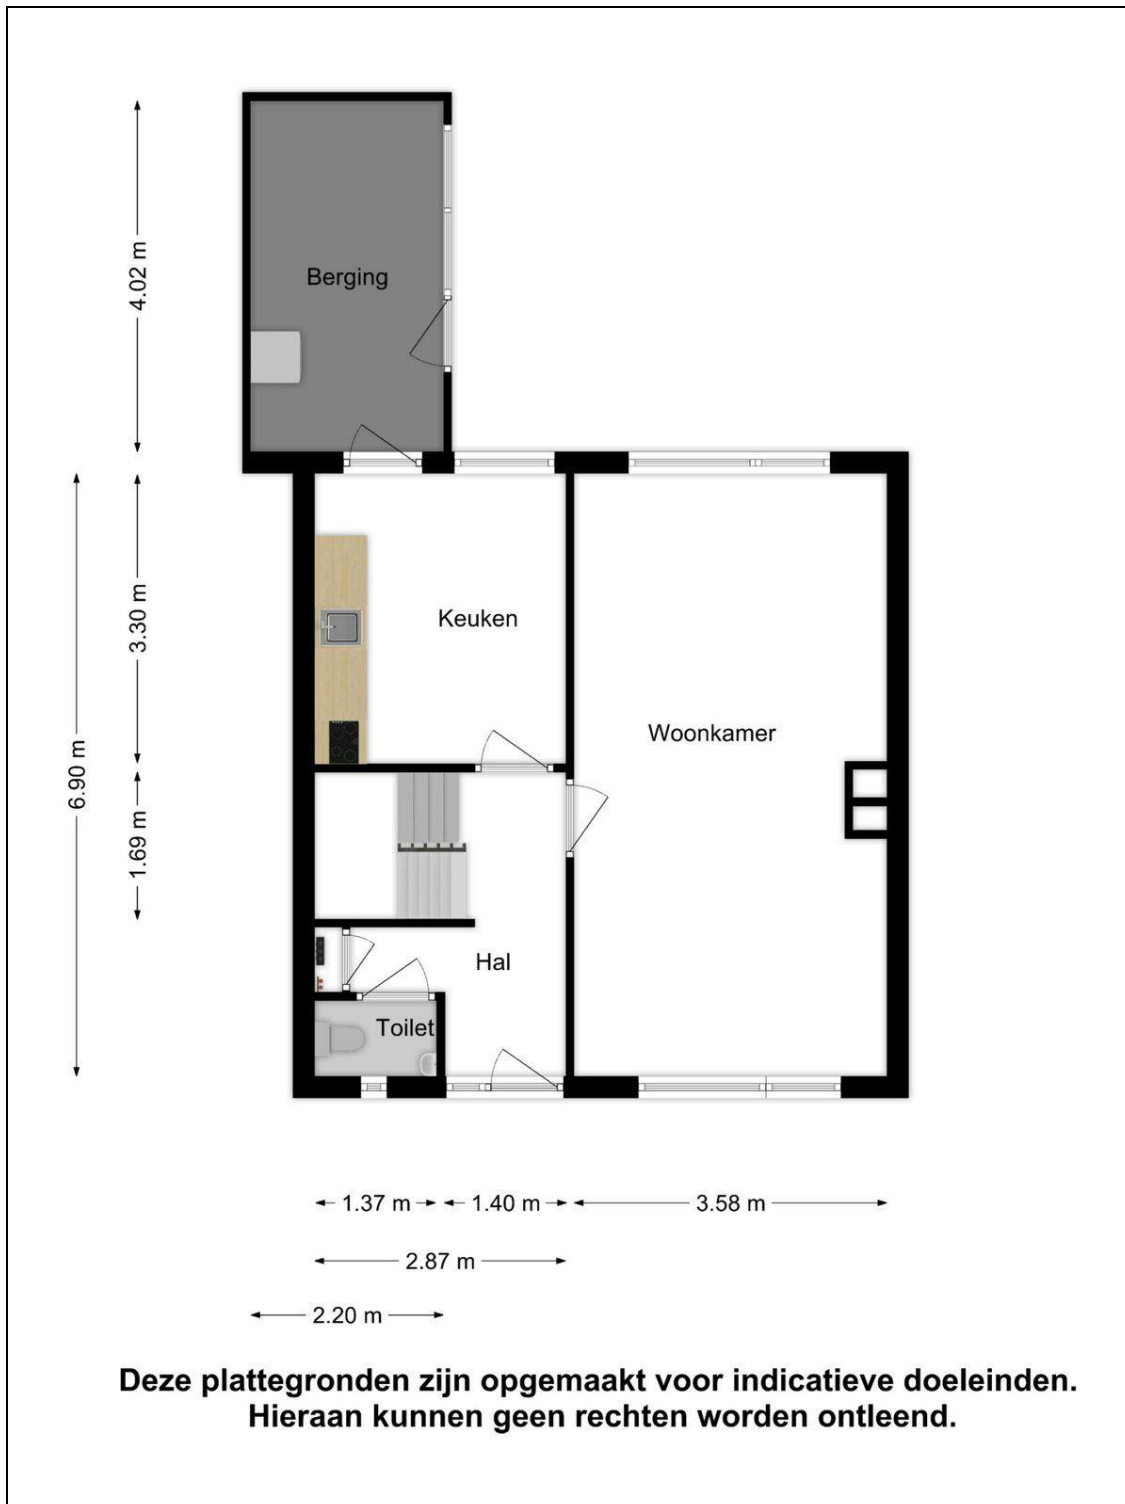 4.02 m
Berging
3.30 m
Keuken
6.90 m
Woonkamer
1.69 m
Hal
Toilet
1.37 m
1.40 m
3.58 m
2.87 m
2.20 m
Deze plattegronden zijn opgemaakt voor indicatieve doeleinden.
Hieraan kunnen geen rechten worden ontleend.